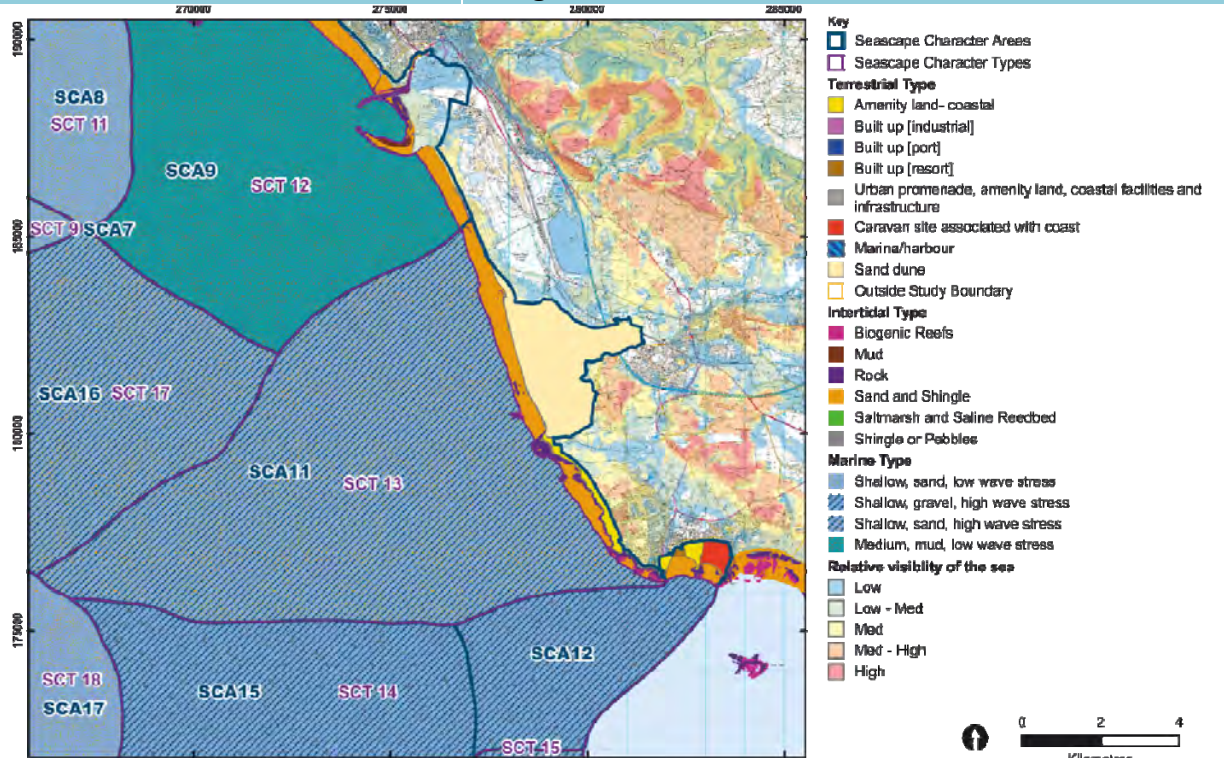 270000 275000 280000 285000
190000
185000
180000
175000
SCA8
SCT 11
SCA9
SCT 12
SCT 9 SCA7
SCA16 SCT 17
SCA11
SCT 13
SCA12
SCT 18
SCA17
SCA15
SCT 14
SCT 15
Key
Seascape Character Areas
Seascape Character Types
Terrestrial Type
Amenity land- coastal
Built up [industrial]
Built up [port]
Built up [resort]
Urban promenade, amenity land, coastal facilities and
infrastructure
Caravan site associated with coast
Marina/harbour
Sand dune
Outside Study Boundary
Intertidal Type
Biogenic Reefs
Mud
Rock
Sand and Shingle
Saltmarsh and Saline Reedbed
Shingle or Pebbles
Marine Type
Shallow, sand, low wave stress
Shallow, gravel, high wave stress
Shallow, sand, high wave stress
Medium, mud, low wave stress
Relative visiblity of the sea
Low
Low - Med
Med
Med - High
High
0 2 4
Kilometres